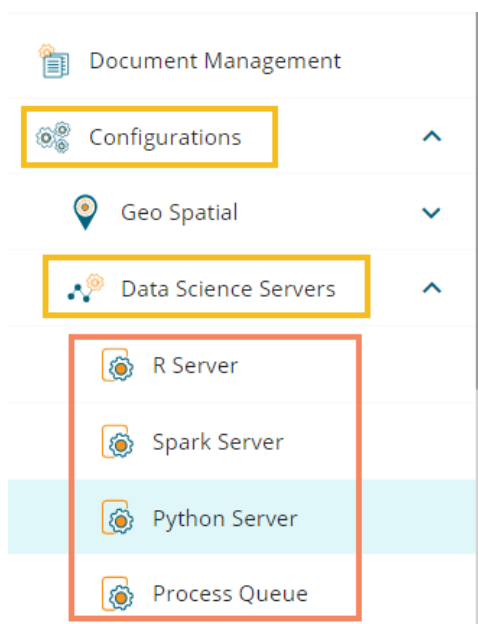 Document Management
Configurations
Geo Spatial
Data Science Servers
R Server
Spark Server
Python Server
Process Queue